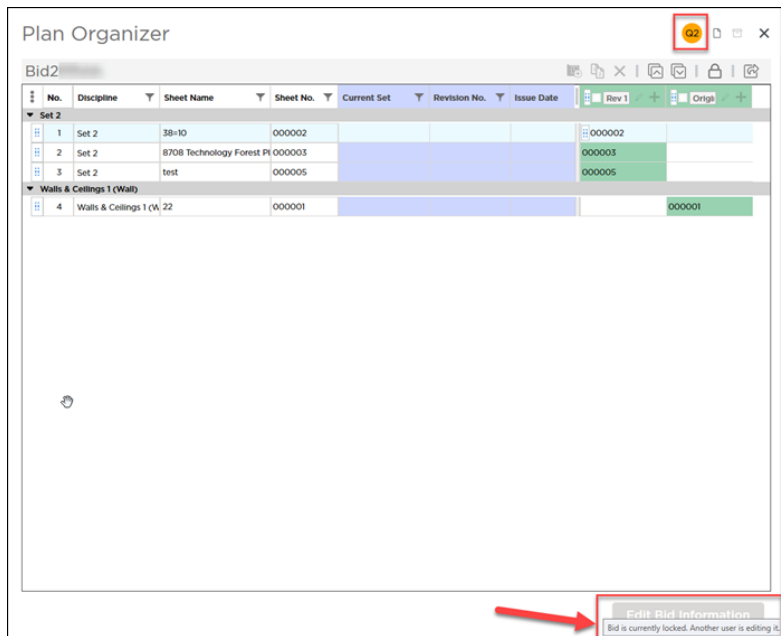 Plan Organizer
Q2
Bid2
No. Discipline Sheet Name Sheet No. Current Set Revision No. Issue Date Rev 1 Origi
Set 2
1 Set 2 38=10 000002 000002
2 Set 2 8708 Technology Forest Pl 000003 000003
3 Set 2 test 000005 000005
Walls & Ceilings 1 (Wall)
4 Walls & Ceilings 1 (W 22 000001 000001
Edit Bid Information
Bid is currently locked. Another user is editing it.